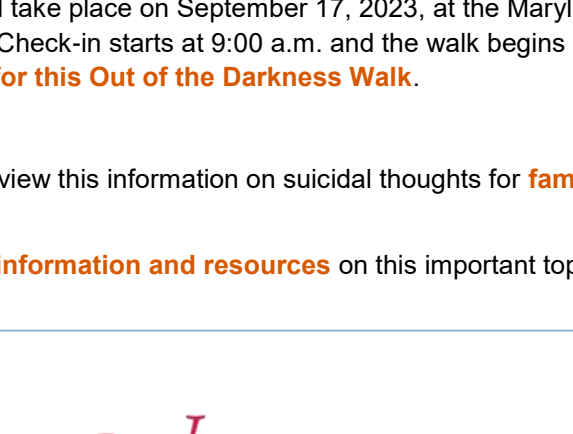 take place on September 17, 2023, at the Maryl
Check-in starts at 9:00 a.m. and the walk begins
for this Out of the Darkness Walk.
view this information on suicidal thoughts for fam
information and resources on this important top